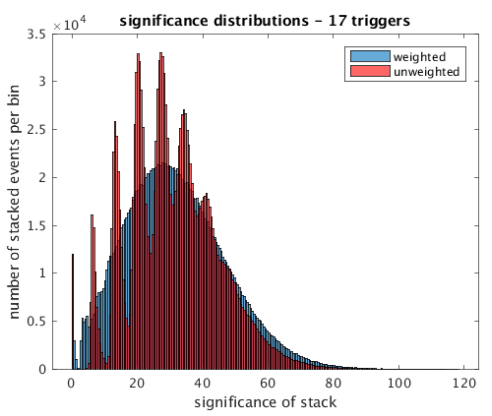 significance distributions - 17 triggers
3.5 ×10⁴
weighted
unweighted
3
2.5
2
1.5
1
0.5
0
number of stacked events per bin
0 20 40 60 80 100 120
significance of stack